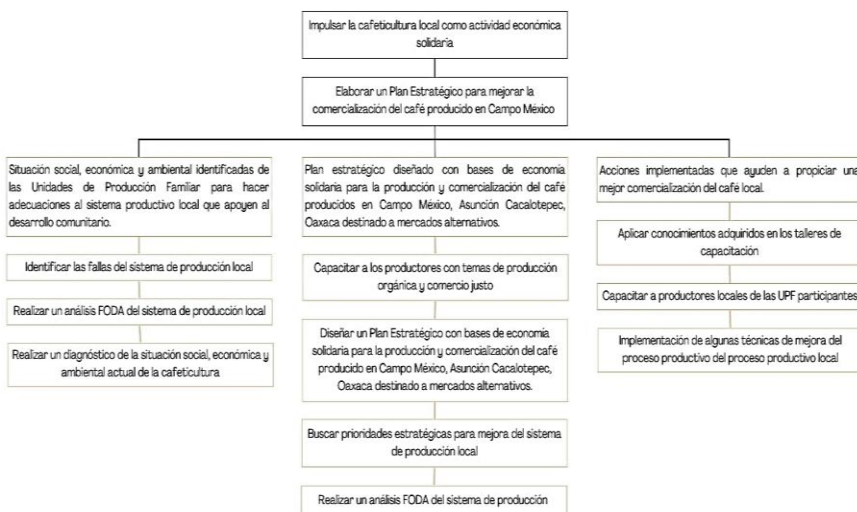 Impulsar la cafeticultura local como actividad económica
solidaria
Elaborar un Plan Estratégico para mejorar la
comercialización del café producido en Campo México
Situación social, económica y ambiental identificadas de
las Unidades de Producción Familiar para hacer
adecuaciones al sistema productivo local que apoyen al
desarrollo comunitario.
Identificar las fallas del sistema de producción local
Realizar un análisis FODA del sistema de producción local
Realizar un diagnóstico de la situación social, económica y
ambiental actual de la cafeticultura
Plan estratégico diseñado con bases de economía
solidaria para la producción y comercialización del café
producidos en Campo México, Asunción Cacalotepec,
Oaxaca destinado a mercados alternativos.
Capacitar a los productores con temas de producción
orgánica y comercio justo
Diseñar un Plan Estratégico con bases de economía
solidaria para la producción y comercialización del café
producido en Campo México, Asunción Cacalotepec,
Oaxaca destinado a mercados alternativos.
Buscar prioridades estratégicas para mejora del sistema
de producción local
Realizar un análisis FODA del sistema de producción
Acciones implementadas que ayuden a propiciar una
mejor comercialización del café local.
Aplicar conocimientos adquiridos en los talleres de
capacitación
Capacitar a productores locales de las UPF participantes
Implementación de algunas técnicas de mejora del
proceso productivo del proceso productivo local